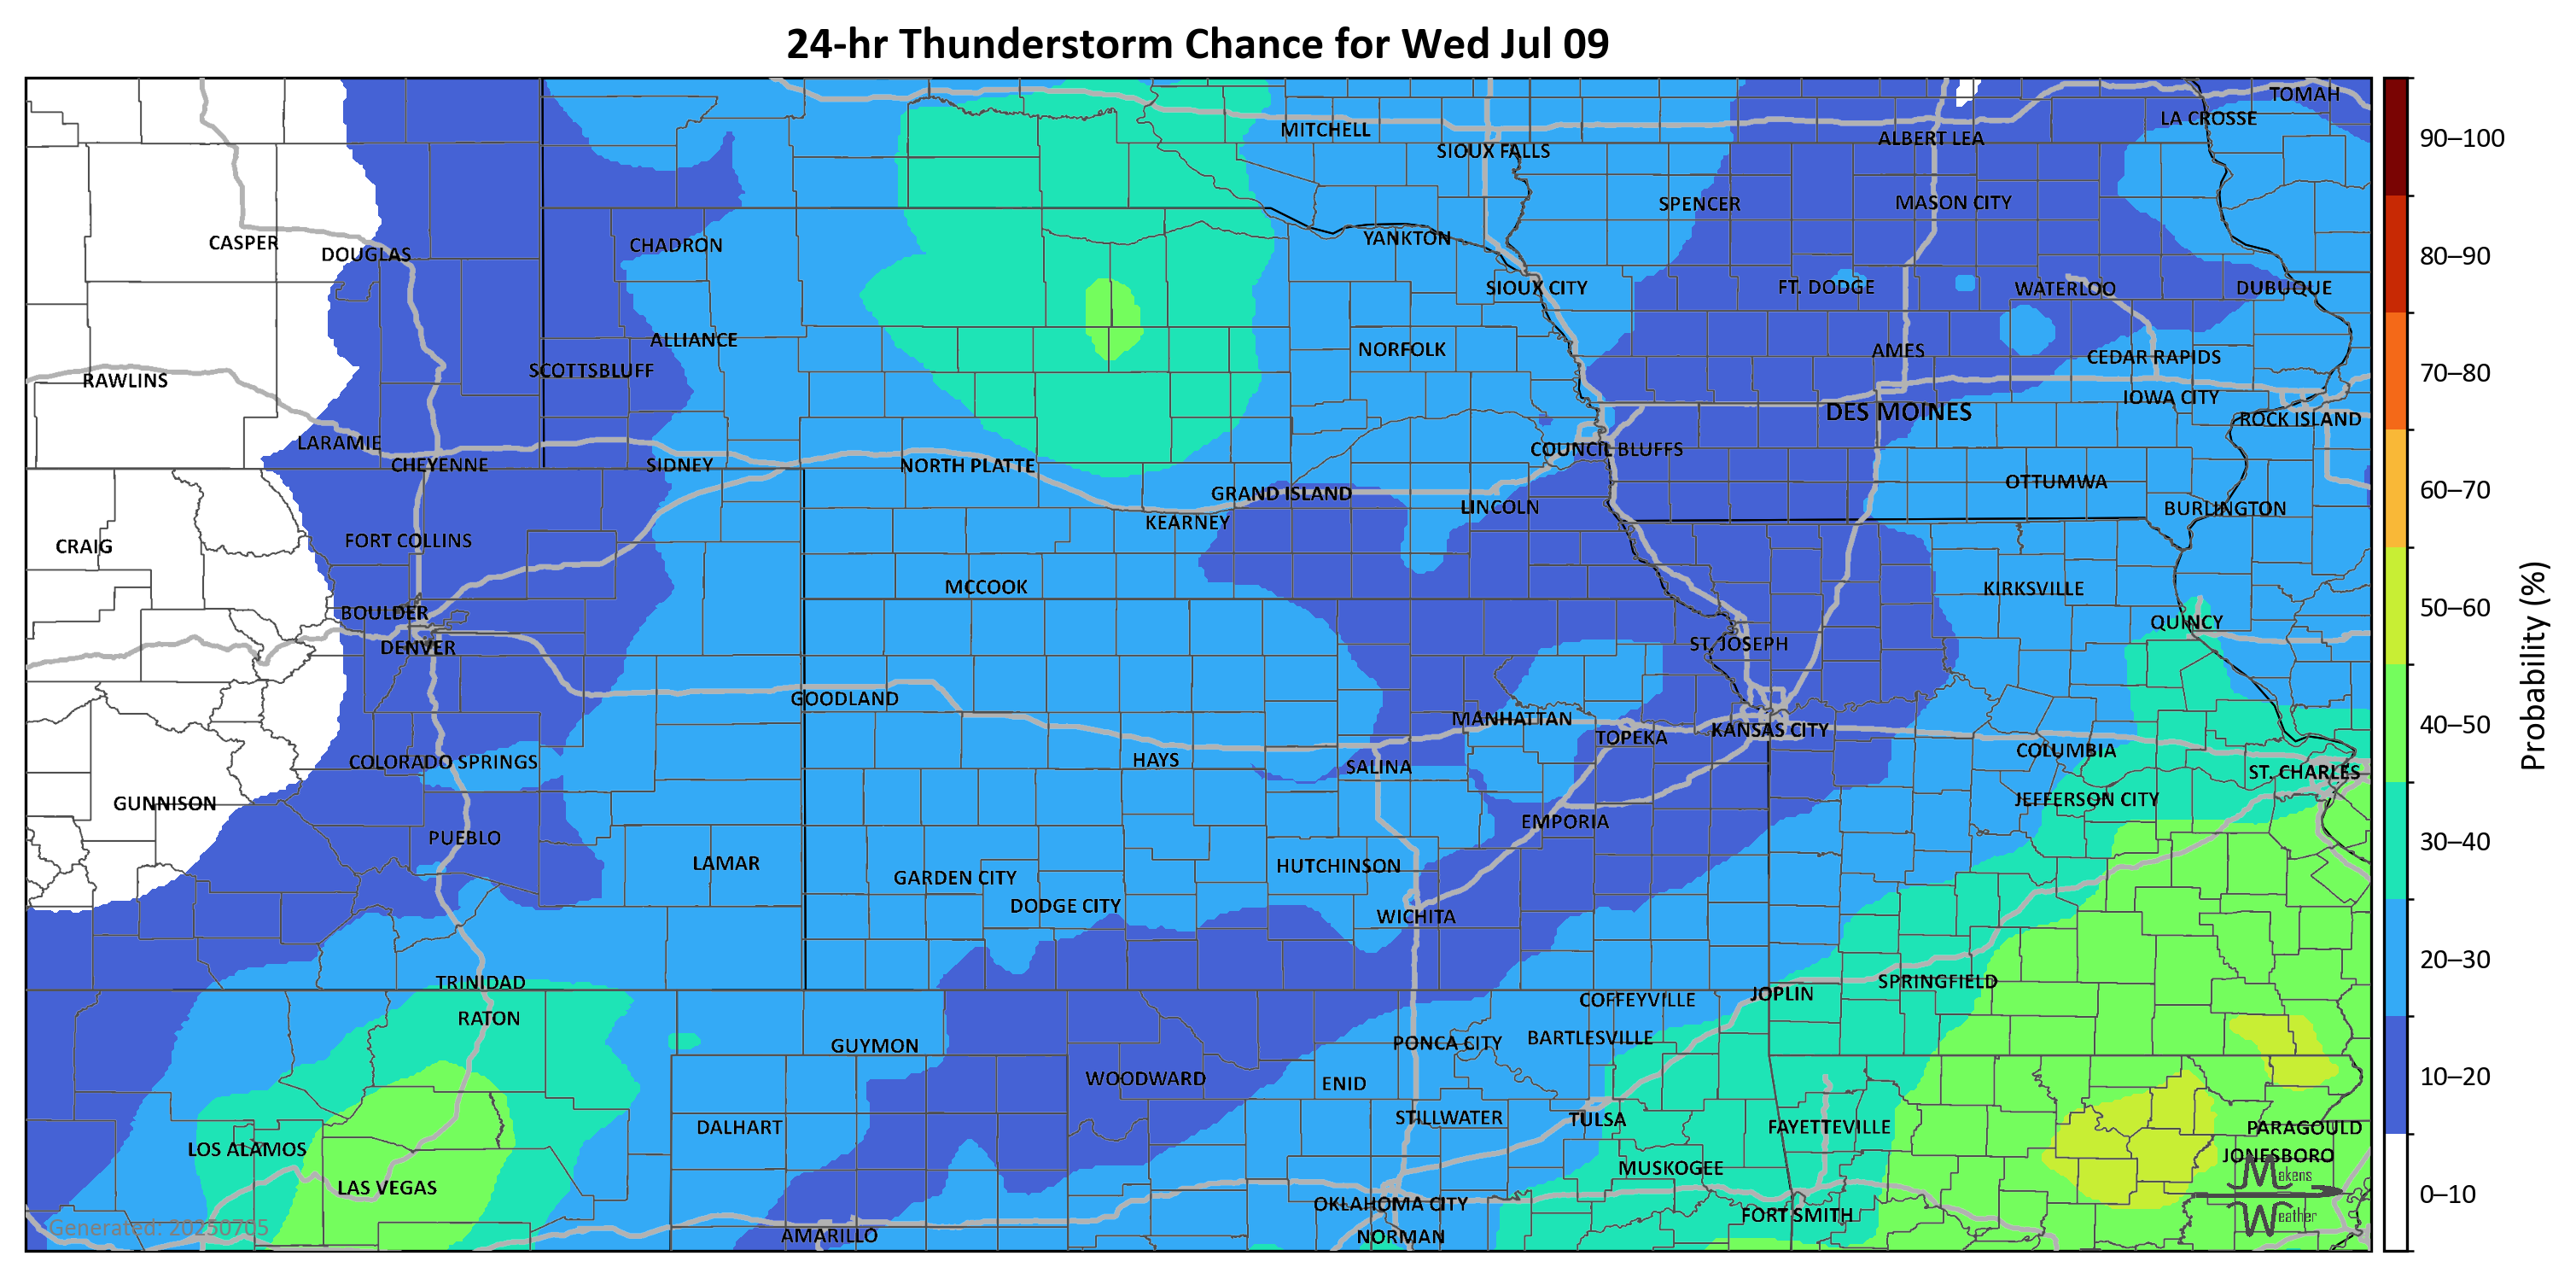 24-hr Thunderstorm Chance for Wed Jul 09
TOMAH
LA CROSSE
MITCHELL
ALBERT LEA
SIOUX FALLS
SPENCER
MASON CITY
CASPER
DOUGLAS
CHADRON
YANKTON
SIOUX CITY
FT. DODGE
WATERLOO
DUBUQUE
ALLIANCE
NORFOLK
AMES
CEDAR RAPIDS
RAWLINS
SCOTTSBLUFF
IOWA CITY
DES MOINES
ROCK ISLAND
LARAMIE
COUNCIL BLUFFS
CHEYENNE
SIDNEY
NORTH PLATTE
OTTUMWA
GRAND ISLAND
LINCOLN
BURLINGTON
KEARNEY
CRAIG
FORT COLLINS
MCCOOK
KIRKSVILLE
BOULDER
QUINCY
DENVER
ST. JOSEPH
GOODLAND
MANHATTAN
TOPEKA
KANSAS CITY
COLUMBIA
COLORADO SPRINGS
HAYS
SALINA
ST. CHARLES
GUNNISON
JEFFERSON CITY
PUEBLO
EMPORIA
LAMAR
GARDEN CITY
HUTCHINSON
DODGE CITY
WICHITA
TRINIDAD
SPRINGFIELD
JOPLIN
COFFEYVILLE
RATON
GUYMON
PONCA CITY
BARTLESVILLE
WOODWARD
ENID
DALHART
STILLWATER
TULSA
FAYETTEVILLE
PARAGOULD
LOS ALAMOS
JONESBORO
MUSKOGEE
LAS VEGAS
OKLAHOMA CITY
FORT SMITH
AMARILLO
NORMAN
Generated: 20250705
Makens
Weather
90–100
80–90
70–80
60–70
50–60
40–50
30–40
20–30
10–20
0–10
Probability (%)